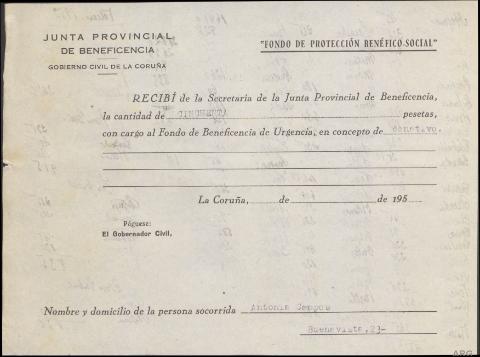 JUNTA PROVINCIAL
DE BENEFICENCIA
GOBIERNO CIVIL DE LA CORUÑA
"FONDO DE PROTECCIÓN BENÉFICO-SOCIAL"
RECIBÍ de la Secretaría de la Junta Provincial de Beneficencia,
la cantidad de CINCUENTA pesetas,
con cargo al Fondo de Beneficencia de Urgencia, en concepto de donativo.
La Coruña, de de 195
Páguese:
El Gobernador Civil,
Nombre y domicilio de la persona socorrida Antonia
Buenavista, 23-